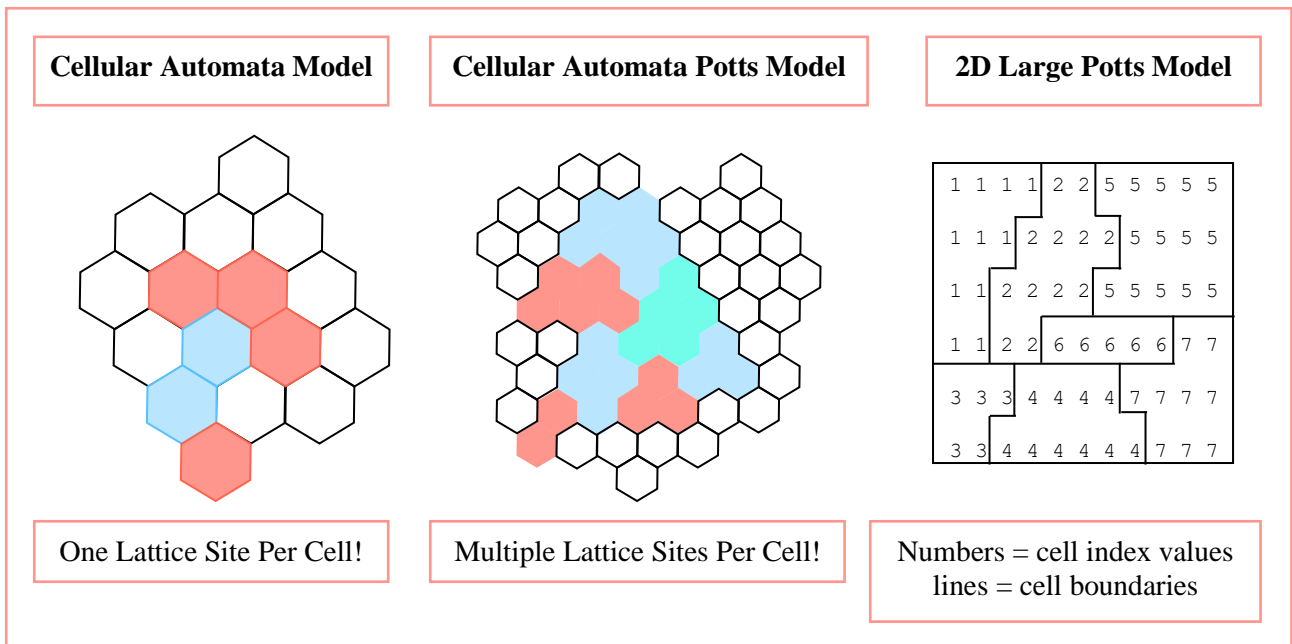 Cellular Automata Model
One Lattice Site Per Cell!
Cellular Automata Potts Model
Multiple Lattice Sites Per Cell!
2D Large Potts Model
1 1 1 1 2 2 5 5 5 5 5
1 1 1 2 2 2 2 5 5 5 5
1 1 2 2 2 2 5 5 5 5 5
1 1 2 2 6 6 6 6 6 7 7
3 3 3 4 4 4 4 7 7 7 7
3 3 4 4 4 4 4 4 7 7 7
Numbers = cell index values
lines = cell boundaries